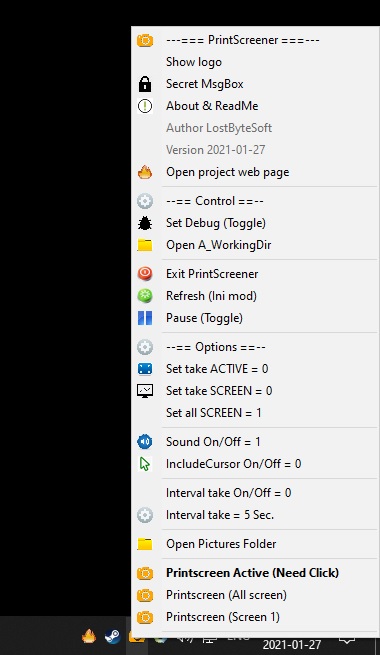 ---=== PrintScreener ===---
Show logo
Secret MsgBox
About & ReadMe
Author LostByteSoft
Version 2021-01-27
Open project web page
--== Control ==--
Set Debug (Toggle)
Open A_WorkingDir
Exit PrintScreener
Refresh (Ini mod)
Pause (Toggle)
--== Options ==--
Set take ACTIVE = 0
Set take SCREEN = 0
Set all SCREEN = 1
Sound On/Off = 1
IncludeCursor On/Off = 0
Interval take On/Off = 0
Interval take = 5 Sec.
Open Pictures Folder
Printscreen Active (Need Click)
Printscreen (All screen)
Printscreen (Screen 1)
2021-01-27